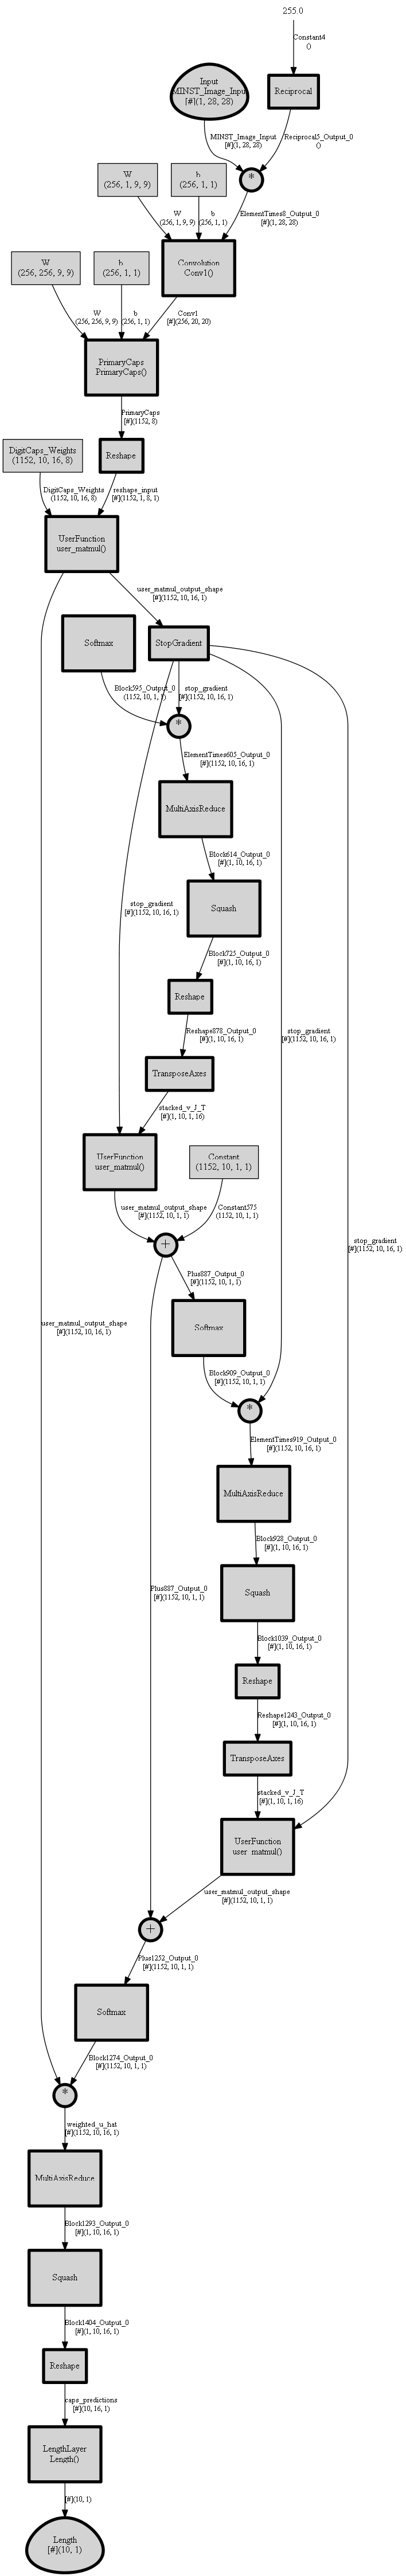 255.0
Constant4
()
Input
MINST_Image_Input
[#](1, 28, 28)
Reciprocal
MINST_Image_Input
[#](1, 28, 28)
Reciprocal5_Output_0
()
*
W
(256, 1, 9, 9)
b
(256, 1, 1)
ElementTimes8_Output_0
[#](1, 28, 28)
W
(256, 1, 9, 9)
b
(256, 1, 1)
Convolution
Conv1()
W
(256, 256, 9, 9)
b
(256, 1, 1)
W
(256, 256, 9, 9)
b
(256, 1, 1)
Conv1
[#](256, 20, 20)
PrimaryCaps
PrimaryCaps()
PrimaryCaps
[#](1152, 8)
DigitCaps_Weights
(1152, 10, 16, 8)
Reshape
DigitCaps_Weights
(1152, 10, 16, 8)
reshape_input
[#](1152, 1, 8, 1)
UserFunction
user_matmul()
user_matmul_output_shape
[#](1152, 10, 16, 1)
Softmax
StopGradient
Block595_Output_0
(1152, 10, 1, 1)
stop_gradient
[#](1152, 10, 16, 1)
*
ElementTimes605_Output_0
[#](1152, 10, 16, 1)
MultiAxisReduce
Block614_Output_0
[#](1, 10, 16, 1)
stop_gradient
[#](1152, 10, 16, 1)
Squash
Block725_Output_0
[#](1, 10, 16, 1)
Reshape
Reshape878_Output_0
[#](1, 10, 16, 1)
stop_gradient
[#](1152, 10, 16, 1)
TransposeAxes
stacked_v_J_T
[#](1, 10, 1, 16)
UserFunction
user_matmul()
Constant
(1152, 10, 1, 1)
user_matmul_output_shape
[#](1152, 10, 1, 1)
Constant575
(1152, 10, 1, 1)
+
stop_gradient
[#](1152, 10, 16, 1)
Plus887_Output_0
[#](1152, 10, 1, 1)
user_matmul_output_shape
[#](1152, 10, 16, 1)
Softmax
Block909_Output_0
[#](1152, 10, 1, 1)
*
ElementTimes919_Output_0
[#](1152, 10, 16, 1)
MultiAxisReduce
Block928_Output_0
[#](1, 10, 16, 1)
Plus887_Output_0
[#](1152, 10, 1, 1)
Squash
Block1039_Output_0
[#](1, 10, 16, 1)
Reshape
Reshape1243_Output_0
[#](1, 10, 16, 1)
TransposeAxes
stacked_v_J_T
[#](1, 10, 1, 16)
UserFunction
user_matmul()
user_matmul_output_shape
[#](1152, 10, 1, 1)
+
Plus1252_Output_0
[#](1152, 10, 1, 1)
Softmax
Block1274_Output_0
[#](1152, 10, 1, 1)
*
weighted_u_hat
[#](1152, 10, 16, 1)
MultiAxisReduce
Block1293_Output_0
[#](1, 10, 16, 1)
Squash
Block1404_Output_0
[#](1, 10, 16, 1)
Reshape
caps_predictions
[#](10, 16, 1)
LengthLayer
Length()
[#](10, 1)
Length
[#](10, 1)